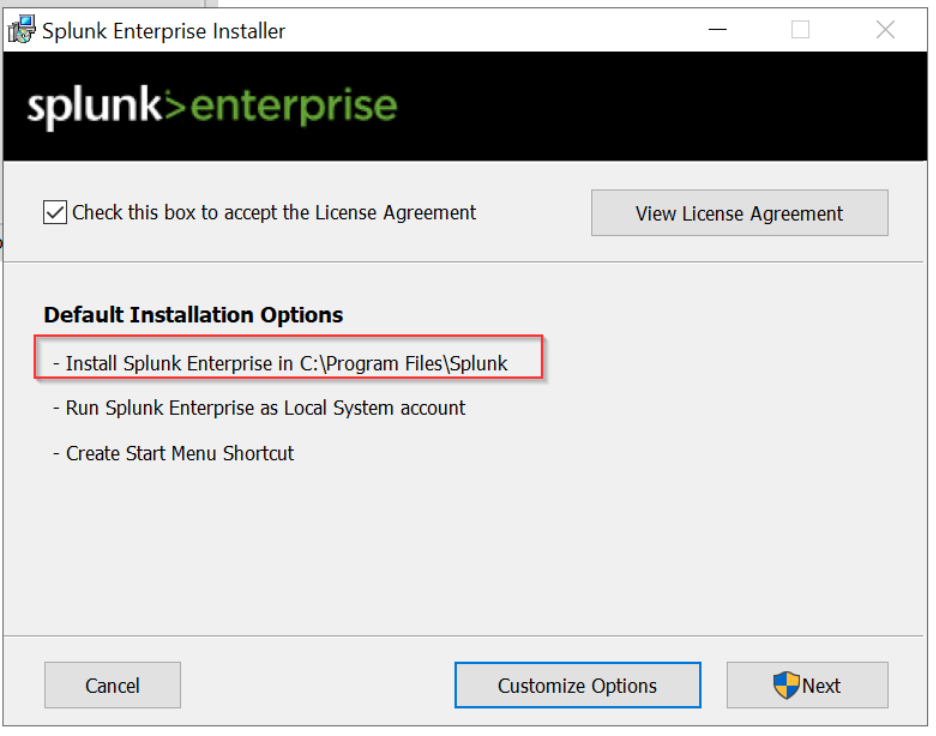 Splunk Enterprise Installer
splunk>enterprise
Check this box to accept the License Agreement
View License Agreement
Default Installation Options
- Install Splunk Enterprise in C:\Program Files\Splunk
- Run Splunk Enterprise as Local System account
- Create Start Menu Shortcut
Cancel
Customize Options
Next